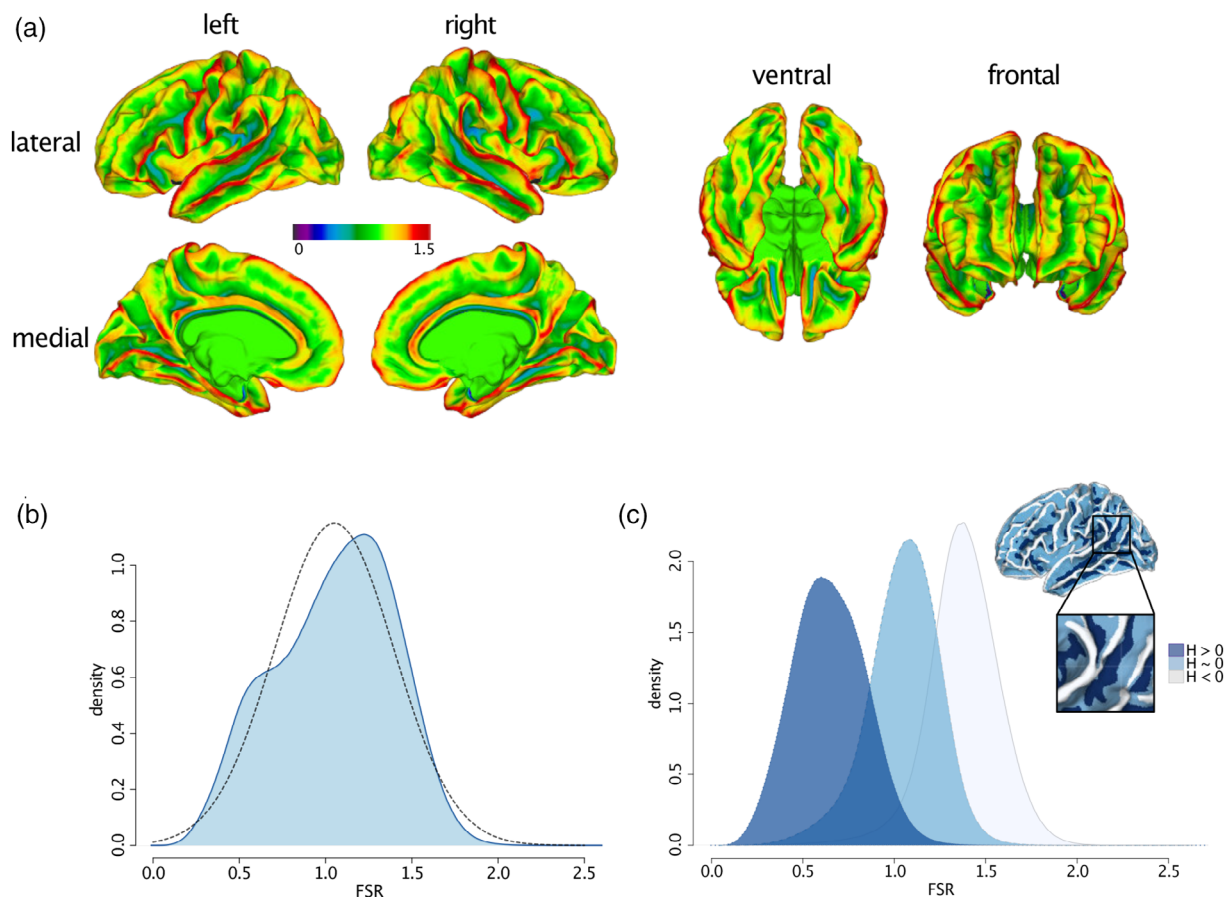 (a)
left right
ventral frontal
lateral
0 1.5
medial
(b)
density
0.0 0.2 0.4 0.6 0.8 1.0
0.0 0.5 1.0 1.5 2.0 2.5
FSR
(c)
density
0.0 0.5 1.0 1.5 2.0
0.0 0.5 1.0 1.5 2.0 2.5
FSR
H > 0
H ~ 0
H < 0